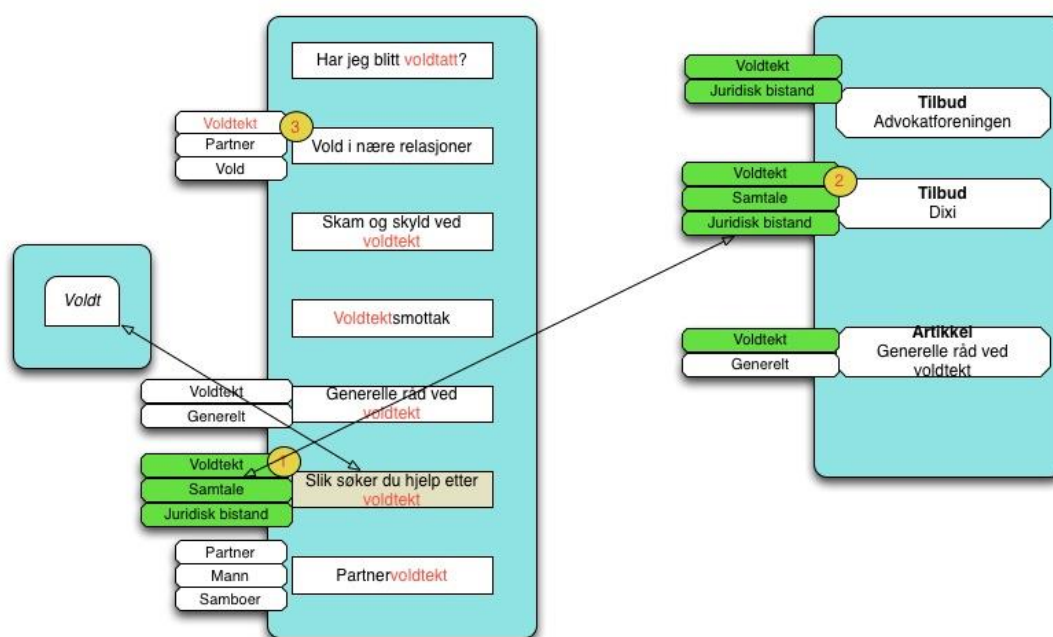 Voldt
Har jeg blitt voldtatt?
Voldtekt
3
Partner
Vold
Vold i nære relasjoner
Skam og skyld ved
voldtekt
Voldtektsmottak
Voldtekt
Generelt
Generelle råd ved
voldtekt
Voldtekt
1
Samtale
Juridisk bistand
Slik søker du hjelp etter
voldtekt
Partner
Mann
Samboer
Partnervoldtekt
Voldtekt
Juridisk bistand
Tilbud
Advokatforeningen
Voldtekt
2
Samtale
Juridisk bistand
Tilbud
Dixi
Voldtekt
Generelt
Artikkel
Generelle råd ved
voldtekt